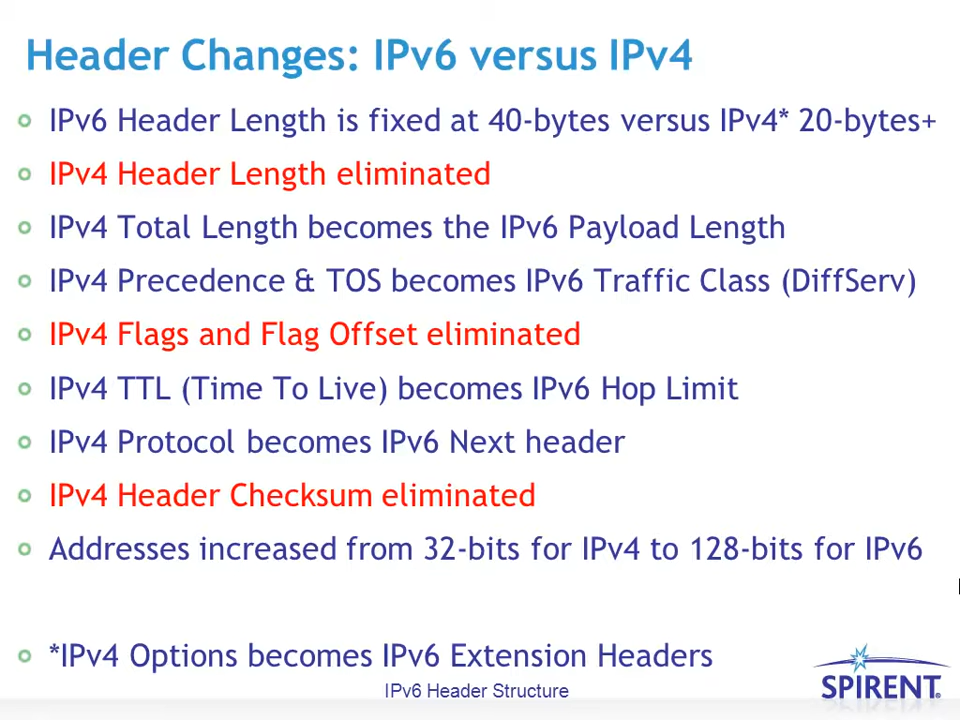 Header Changes: IPv6 versus IPv4
IPv6 Header Length is fixed at 40-bytes versus IPv4* 20-bytes+
IPv4 Header Length eliminated
IPv4 Total Length becomes the IPv6 Payload Length
IPv4 Precedence & TOS becomes IPv6 Traffic Class (DiffServ)
IPv4 Flags and Flag Offset eliminated
IPv4 TTL (Time To Live) becomes IPv6 Hop Limit
IPv4 Protocol becomes IPv6 Next header
IPv4 Header Checksum eliminated
Addresses increased from 32-bits for IPv4 to 128-bits for IPv6
*IPv4 Options becomes IPv6 Extension Headers
IPv6 Header Structure
SPIRENT®